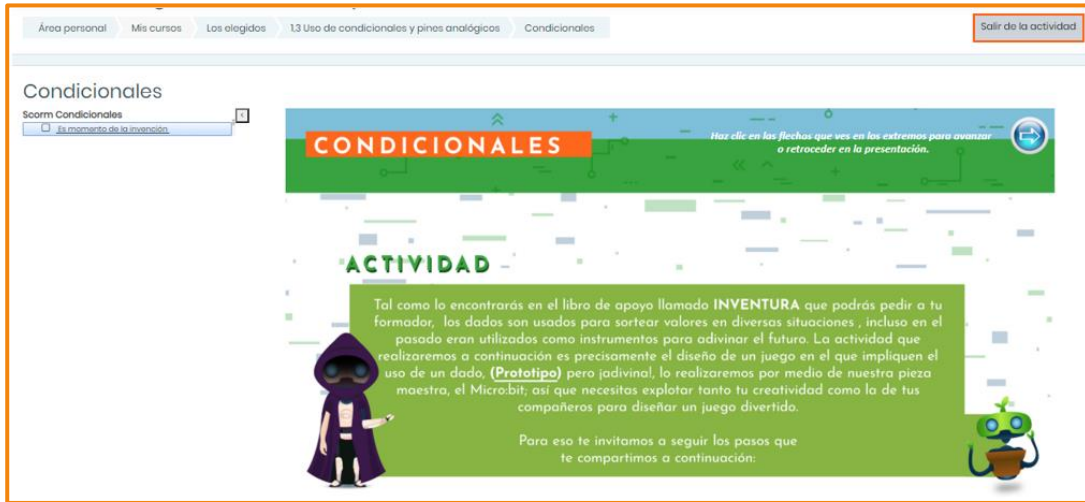 Área personal
Mis cursos
Los elegidos
1,3 Uso de condicionales y pines analógicos
Condicionales
Salir de la actividad
Condicionales
Scorm Condicionales
Es momento de la invención
CONDICIONALES
Haz clic en las flechas que ves en los extremos para avanzar
o retroceder en la presentación.
ACTIVIDAD
Tal como lo encontrarás en el libro de apoyo llamado INVENTURA que podrás pedir a tu
formador, los dados son usados para sortear valores en diversas situaciones , incluso en el
pasado eran utilizados como instrumentos para adivinar el futuro. La actividad que
realizaremos a continuación es precisamente el diseño de un juego en el que impliquen el
uso de un dado, (Prototipo) pero ¡adivina!, lo realizaremos por medio de nuestra pieza
maestra, el Micro:bit; así que necesitas explotar tanto tu creatividad como la de tus
compañeros para diseñar un juego divertido.
Para eso te invitamos a seguir los pasos que
te compartimos a continuación: